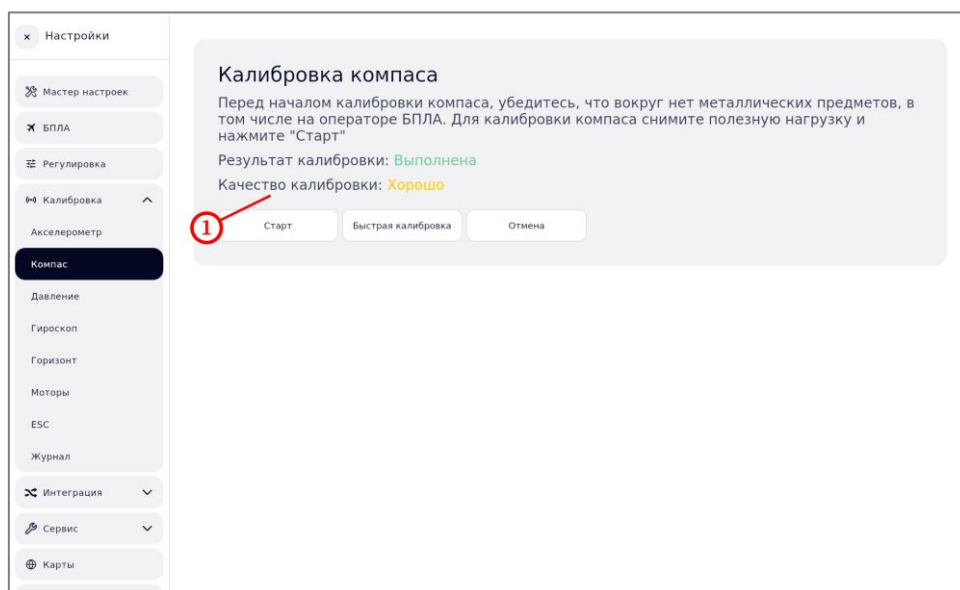 × Настройки
Мастер настроек
БПЛА
Регулировка
Калибровка
Акселерометр
Компас
Давление
Гироскоп
Горизонт
Моторы
ESC
Журнал
Интеграция
Сервис
Карты
Калибровка компаса
Перед началом калибровки компаса, убедитесь, что вокруг нет металлических предметов, в
том числе на операторе БПЛА. Для калибровки компаса снимите полезную нагрузку и
нажмите "Старт"
Результат калибровки: Выполнена
Качество калибровки: Хорошо
1
Старт Быстрая калибровка Отмена